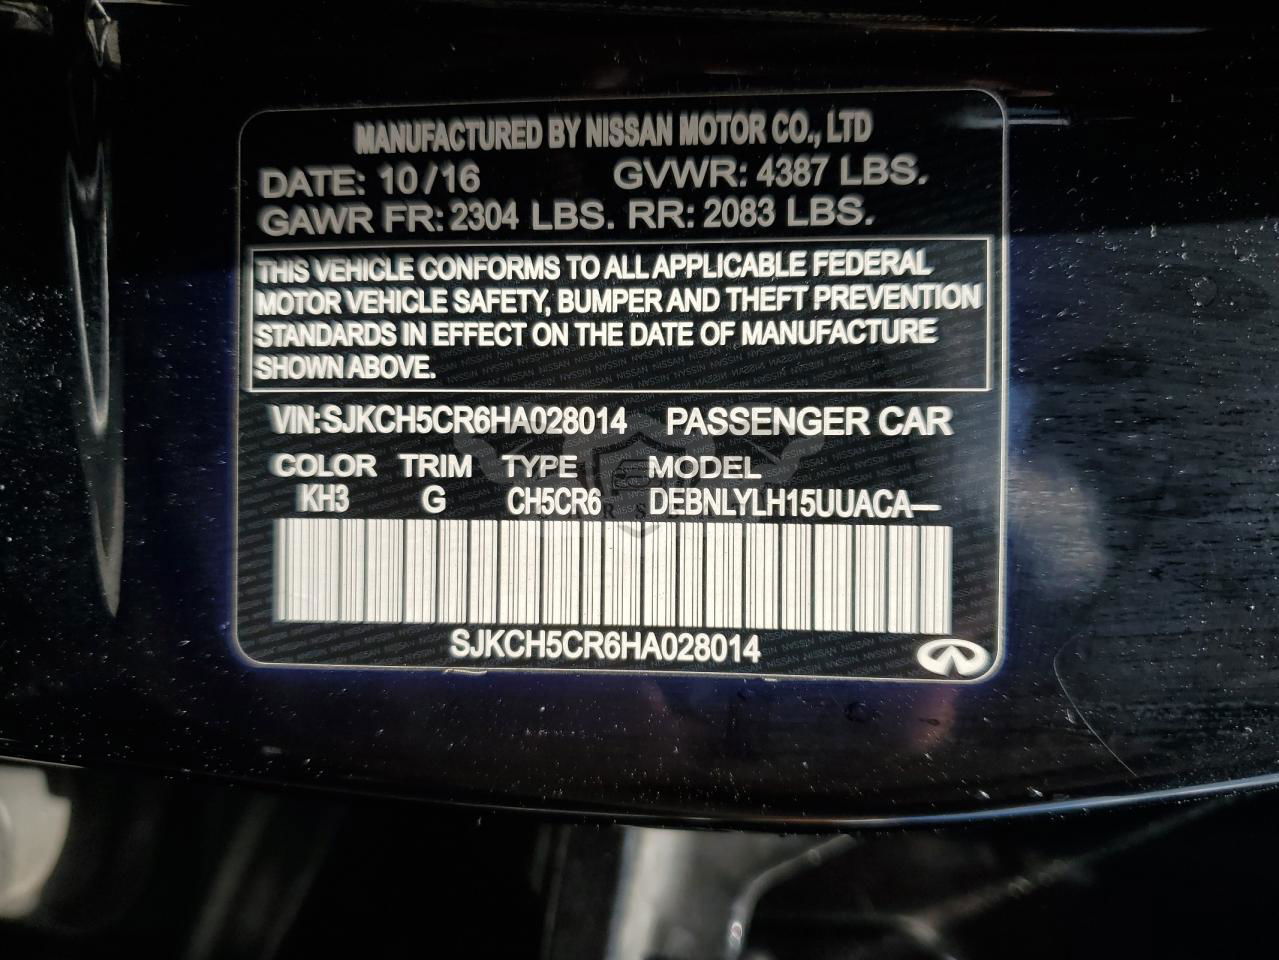 MANUFACTURED BY NISSAN MOTOR CO., LTD
DATE: 10/16 GVWR: 4387 LBS.
GAWR FR: 2304 LBS. RR: 2083 LBS.
THIS VEHICLE CONFORMS TO ALL APPLICABLE FEDERAL
MOTOR VEHICLE SAFETY, BUMPER AND THEFT PREVENTION
STANDARDS IN EFFECT ON THE DATE OF MANUFACTURE
SHOWN ABOVE.
VIN:SJKCH5CR6HA028014 PASSENGER CAR
COLOR TRIM TYPE MODEL
KH3 G CH5CR6 DEBNLYLH15UUACA—
SJKCH5CR6HA028014